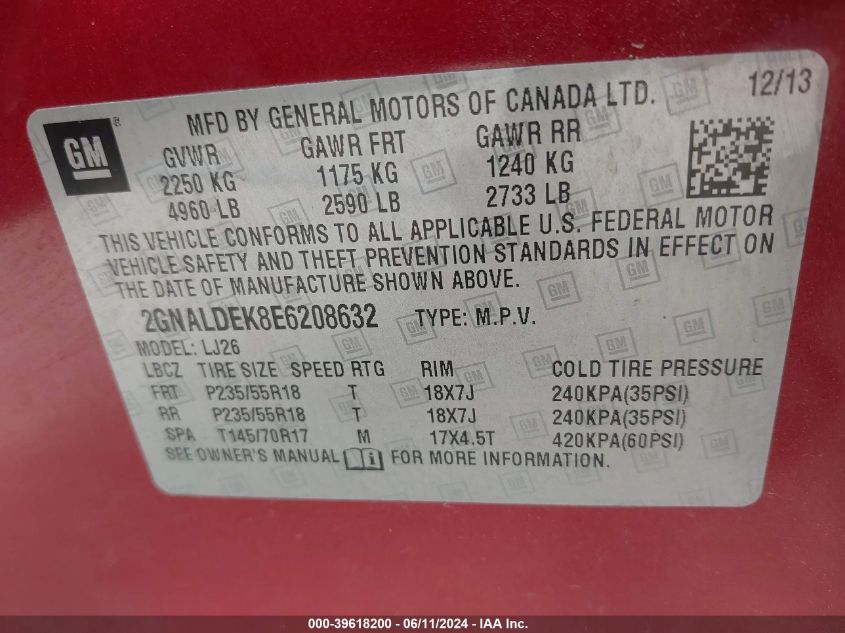 GM
MFD BY GENERAL MOTORS OF CANADA LTD. 12/13
GVWR GAWR FRT GAWR RR
2250 KG 1175 KG 1240 KG
4960 LB 2590 LB 2733 LB
THIS VEHICLE CONFORMS TO ALL APPLICABLE U.S. FEDERAL MOTOR
VEHICLE SAFETY AND THEFT PREVENTION STANDARDS IN EFFECT ON
THE DATE OF MANUFACTURE SHOWN ABOVE.
2GNALDEK8E6208632 TYPE: M.P.V.
MODEL: LJ26
LBCZ TIRE SIZE SPEED RTG RIM COLD TIRE PRESSURE
FRT P235/55R18 T 18X7J 240KPA(35PSI)
RR P235/55R18 T 18X7J 240KPA(35PSI)
SPA T145/70R17 M 17X4.5T 420KPA(60PSI)
SEE OWNER'S MANUAL FOR MORE INFORMATION.
000-39618200 - 06/11/2024 - IAA Inc.